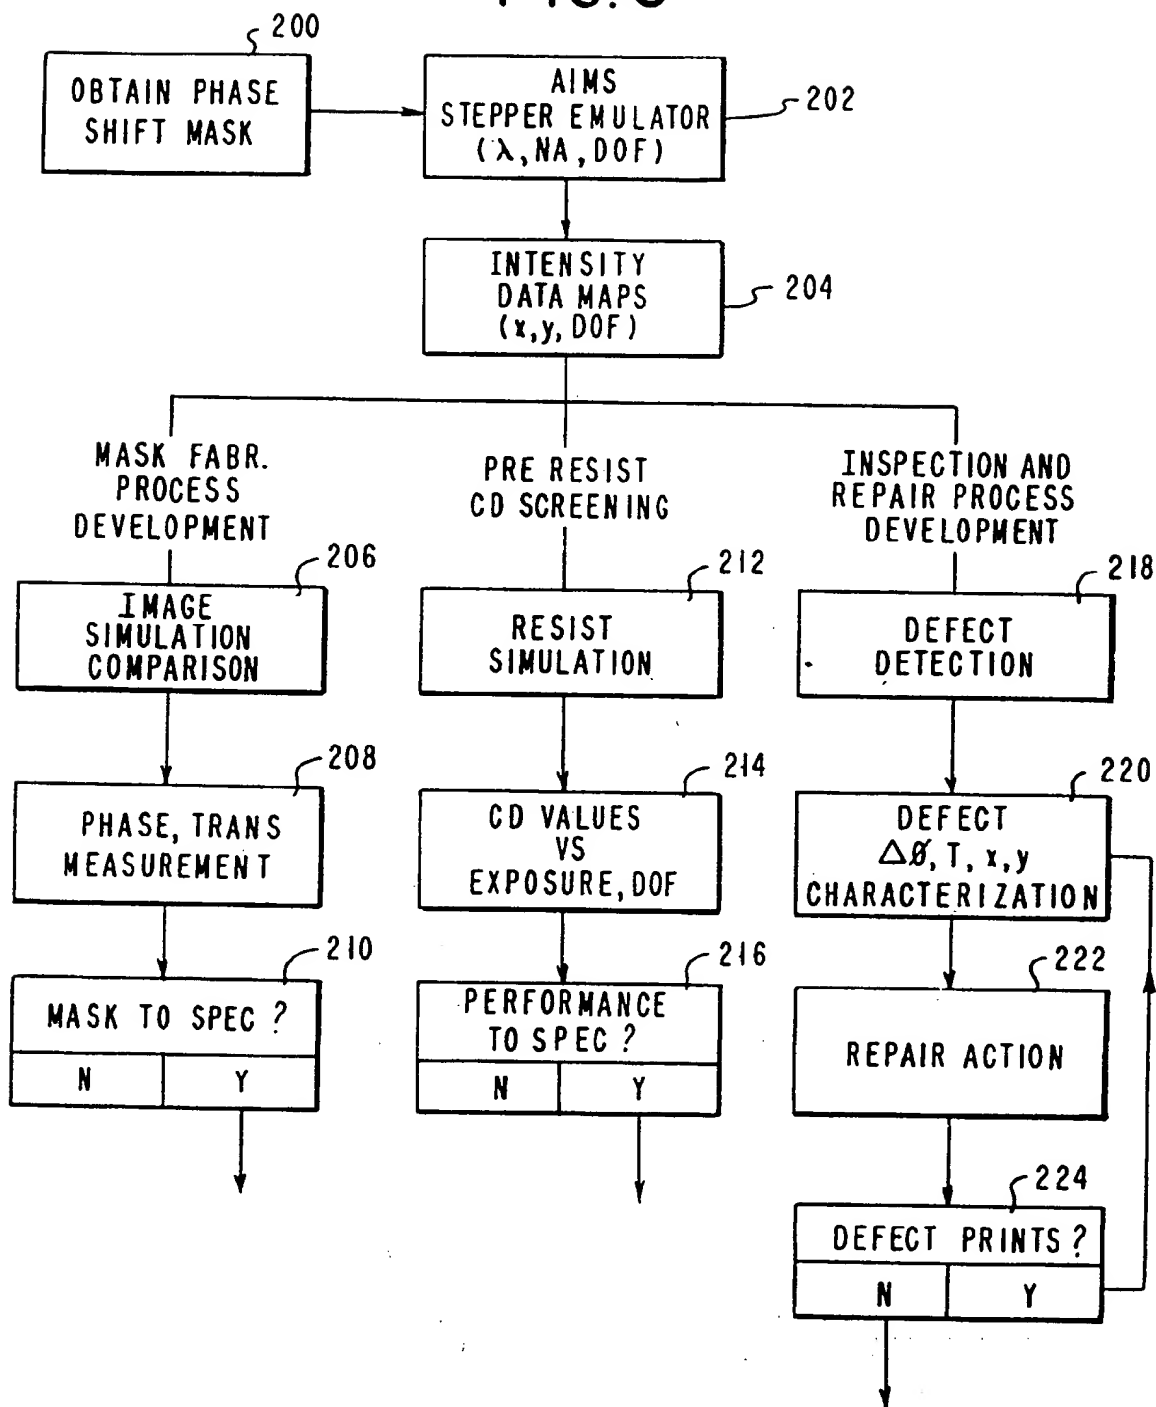 200
OBTAIN PHASE
SHIFT MASK
AIMS
STEPPER EMULATOR
(λ, NA, DOF)
202
INTENSITY
DATA MAPS
(x,y, DOF)
204
MASK FABR.
PROCESS
DEVELOPMENT
206
IMAGE
SIMULATION
COMPARISON
208
PHASE, TRANS
MEASUREMENT
210
MASK TO SPEC ?
N Y
PRE RESIST
CD SCREENING
212
RESIST
SIMULATION
214
CD VALUES
VS
EXPOSURE, DOF
216
PERFORMANCE
TO SPEC ?
N Y
INSPECTION AND
REPAIR PROCESS
DEVELOPMENT
218
DEFECT
DETECTION
220
DEFECT
ΔØ, T, x,y
CHARACTERIZATION
222
REPAIR ACTION
224
DEFECT PRINTS ?
N Y